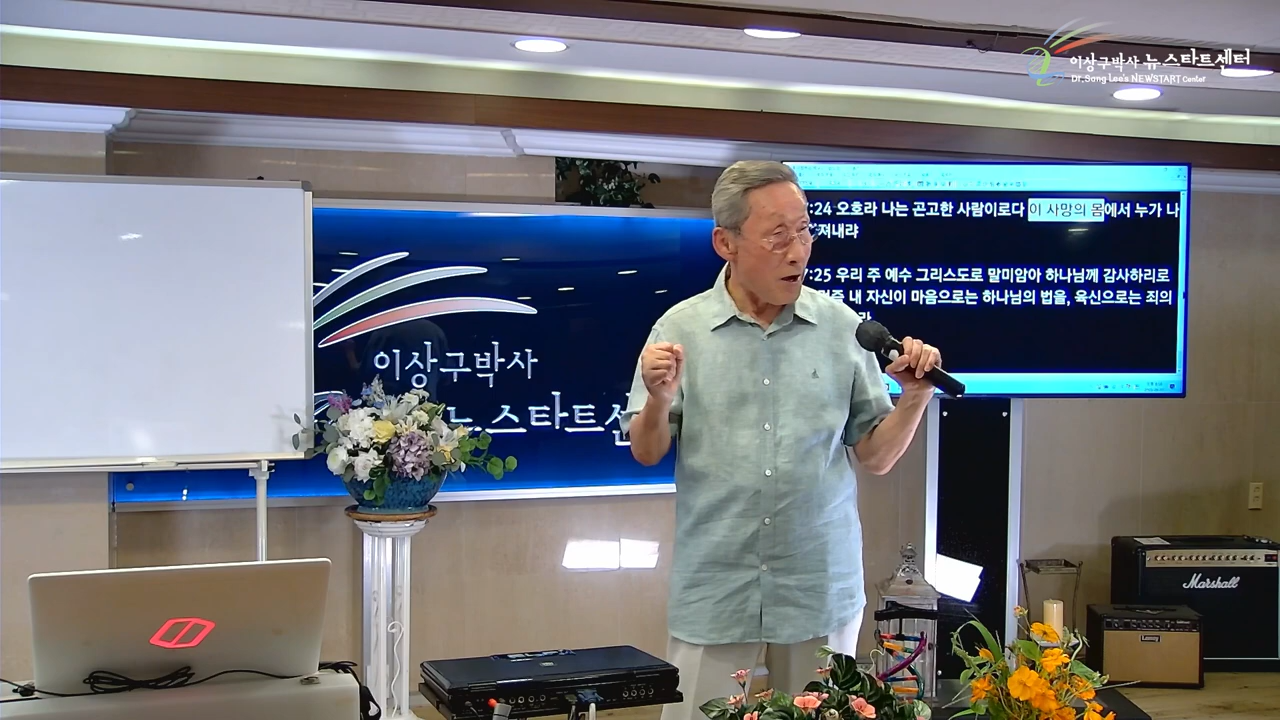 이상구박사 뉴스타트센터
Dr. Sang Lee's NEWSTART Center
:24 오호라 나는 곤고한 사람이로다 이 사망의 몸에서 누가 나
져내랴
7:25 우리 주 예수 그리스도로 말미암아 하나님께 감사하리로
내 자신이 마음으로는 하나님의 법을, 육신으로는 죄의
이상구박사
뉴스타트센
Marshall
Laney